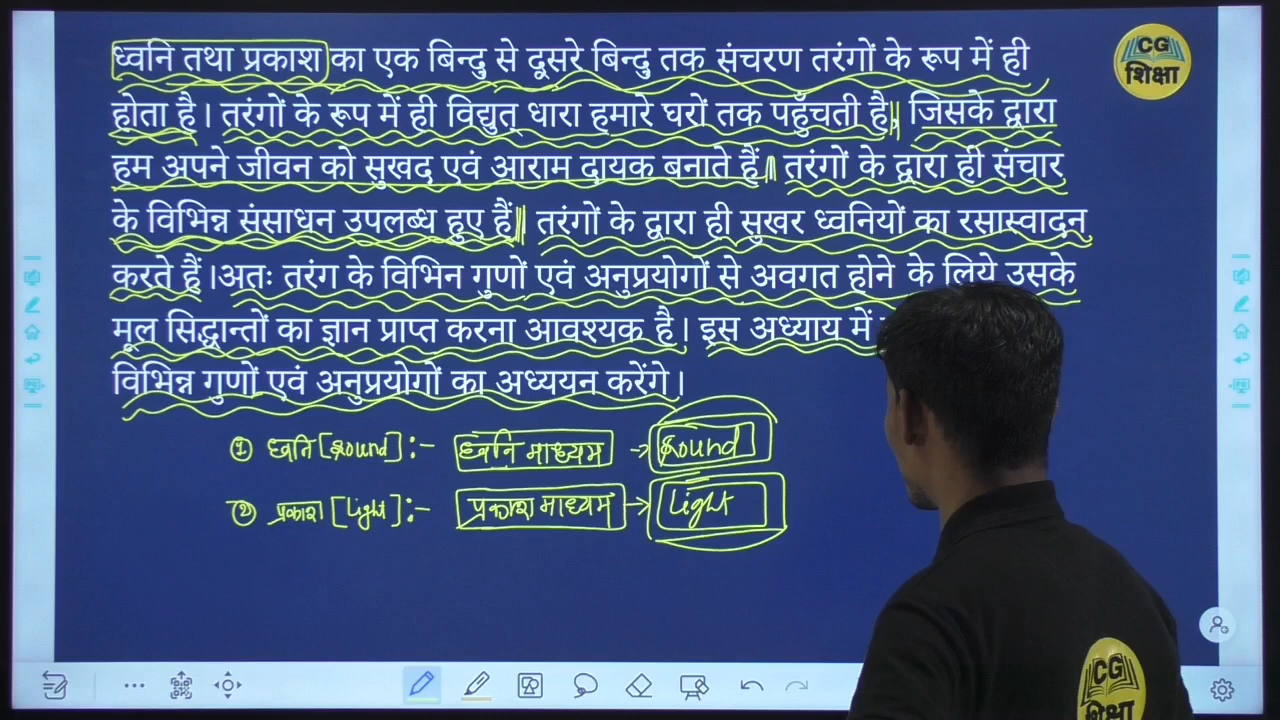 ध्वनि तथा प्रकाश का एक बिन्दु से दूसरे बिन्दु तक संचरण तरंगों के रूप में ही
होता है। तरंगों के रूप में ही विद्युत् धारा हमारे घरों तक पहुँचती है, जिसके द्वारा
हम अपने जीवन को सुखद एवं आराम दायक बनाते हैं। तरंगों के द्वारा ही संचार
के विभिन्न संसाधन उपलब्ध हुए हैं। तरंगों के द्वारा ही सुखर ध्वनियों का रसास्वादन
करते हैं।अतः तरंग के विभिन गुणों एवं अनुप्रयोगों से अवगत होने के लिये उसके
मूल सिद्धान्तों का ज्ञान प्राप्त करना आवश्यक है। इस अध्याय में
विभिन्न गुणों एवं अनुप्रयोगों का अध्ययन करेंगे।
① ध्वनि [Sound] :- ध्वनि माध्यम → Sound
② प्रकाश [Light] :- प्रकाश माध्यम → Light
CG
शिक्षा
CG
शिक्षा